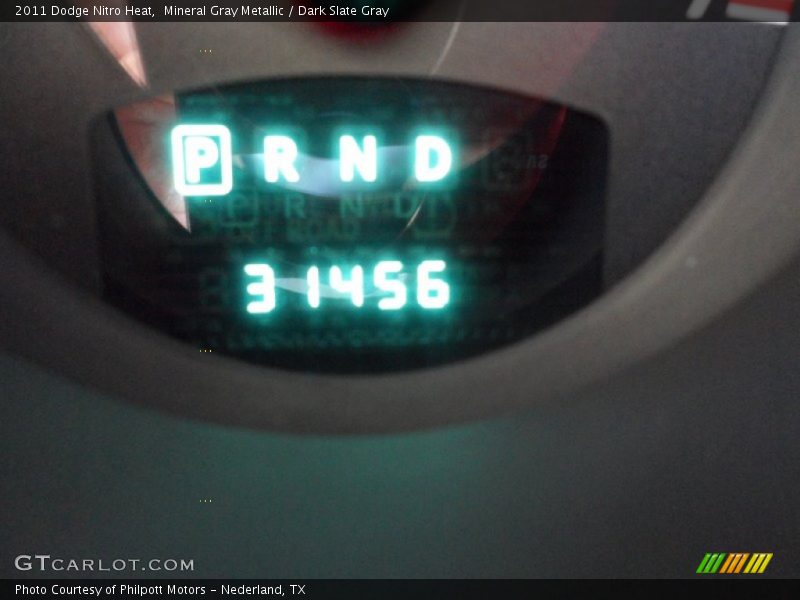 2011 Dodge Nitro Heat,  Mineral Gray Metallic / Dark Slate Gray
P R N D
P R N D
31456
GTCARLOT.COM
Photo Courtesy of Philpott Motors - Nederland, TX